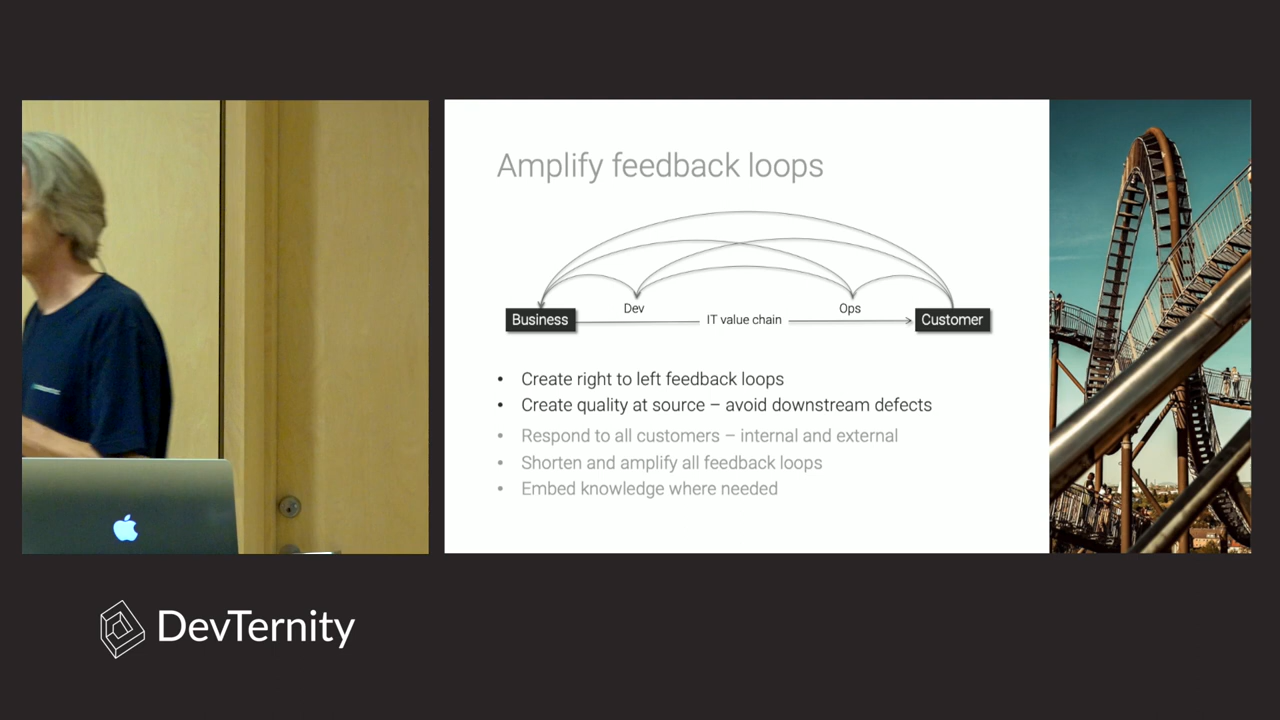 Amplify feedback loops
Dev
Ops
Business
IT value chain
Customer
• Create right to left feedback loops
• Create quality at source – avoid downstream defects
• Respond to all customers – internal and external
• Shorten and amplify all feedback loops
• Embed knowledge where needed
DevTernity